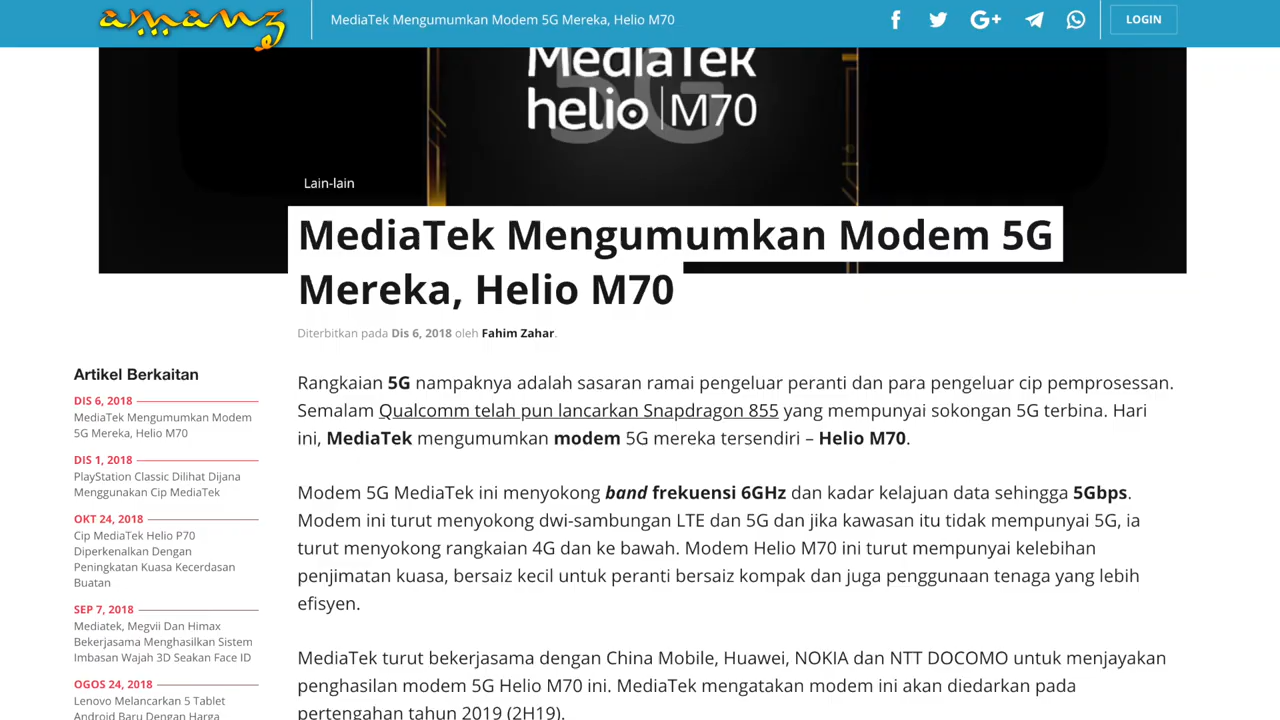 amanz
MediaTek Mengumumkan Modem 5G Mereka, Helio M70
G+
LOGIN
MediaTek
5G
helio | M70
Lain-lain
MediaTek Mengumumkan Modem 5G
Mereka, Helio M70
Diterbitkan pada Dis 6, 2018 oleh Fahim Zahar.
Artikel Berkaitan
DIS 6, 2018
MediaTek Mengumumkan Modem
5G Mereka, Helio M70
DIS 1, 2018
PlayStation Classic Dilihat Dijana
Menggunakan Cip MediaTek
OKT 24, 2018
Cip MediaTek Helio P70
Diperkenalkan Dengan
Peningkatan Kuasa Kecerdasan
Buatan
SEP 7, 2018
Mediatek, Megvii Dan Himax
Bekerjasama Menghasilkan Sistem
Imbasan Wajah 3D Seakan Face ID
OGOS 24, 2018
Lenovo Melancarkan 5 Tablet
Android Baru Dengan Harga
Rangkaian 5G nampaknya adalah sasaran ramai pengeluar peranti dan para pengeluar cip pemprosessan.
Semalam Qualcomm telah pun lancarkan Snapdragon 855 yang mempunyai sokongan 5G terbina. Hari
ini, MediaTek mengumumkan modem 5G mereka tersendiri – Helio M70.
Modem 5G MediaTek ini menyokong band frekuensi 6GHz dan kadar kelajuan data sehingga 5Gbps.
Modem ini turut menyokong dwi-sambungan LTE dan 5G dan jika kawasan itu tidak mempunyai 5G, ia
turut menyokong rangkaian 4G dan ke bawah. Modem Helio M70 ini turut mempunyai kelebihan
penjimatan kuasa, bersaiz kecil untuk peranti bersaiz kompak dan juga penggunaan tenaga yang lebih
efisyen.
MediaTek turut bekerjasama dengan China Mobile, Huawei, NOKIA dan NTT DOCOMO untuk menjayakan
penghasilan modem 5G Helio M70 ini. MediaTek mengatakan modem ini akan diedarkan pada
pertengahan tahun 2019 (2H19).